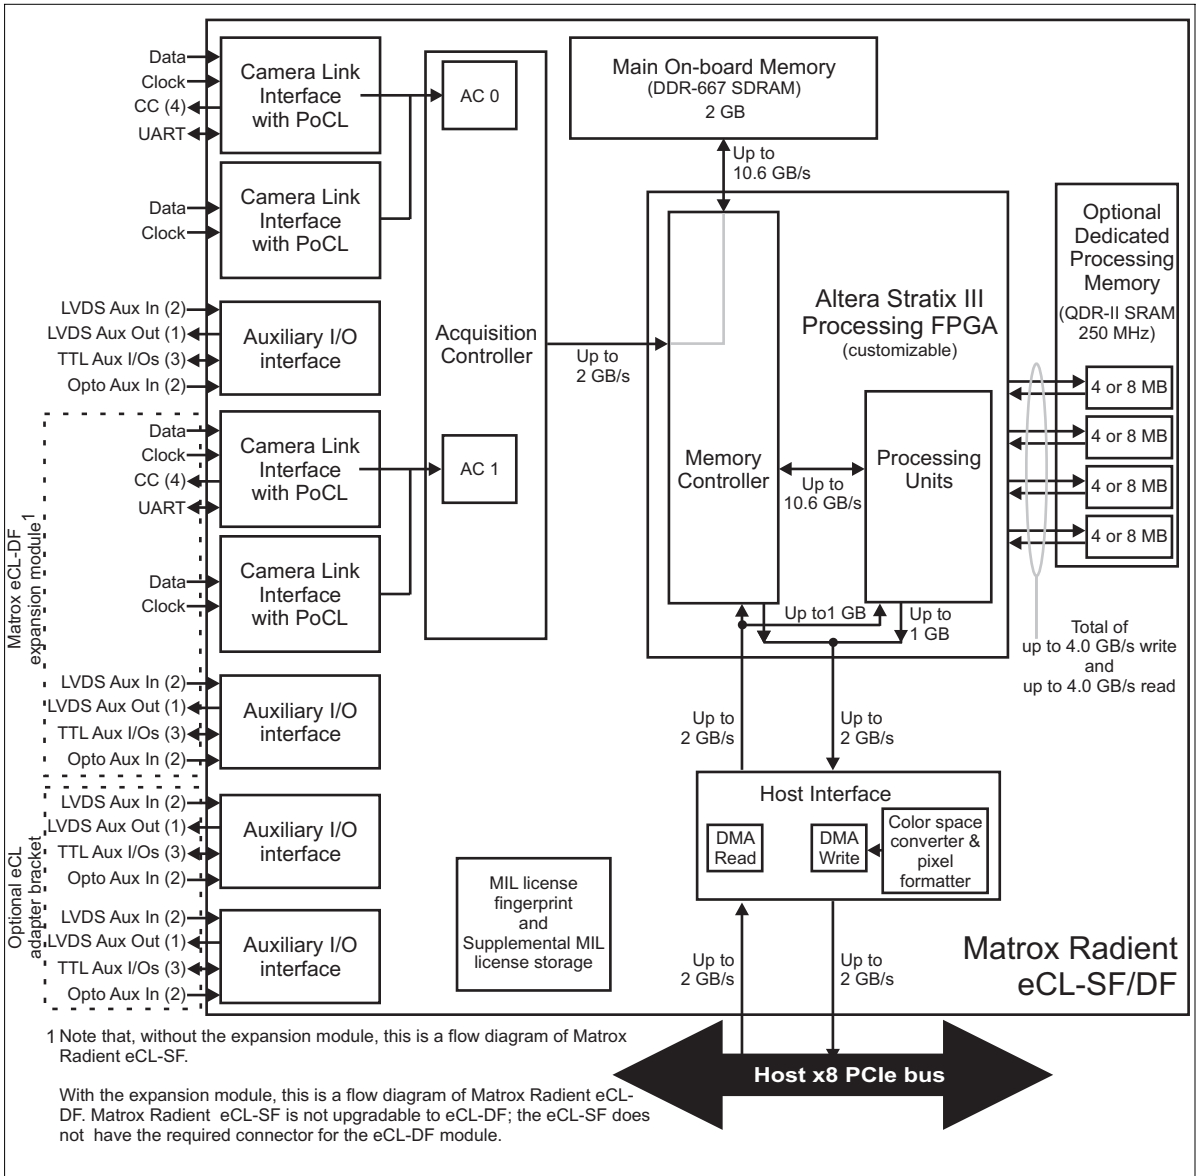 Data
Clock
CC (4)
UART
Camera Link
Interface
with PoCL
AC 0
Main On-board Memory
(DDR-667 SDRAM)
2 GB
Up to
10.6 GB/s
Data
Clock
Camera Link
Interface
with PoCL
LVDS Aux In (2)
LVDS Aux Out (1)
TTL Aux I/Os (3)
Opto Aux In (2)
Auxiliary I/O
interface
Acquisition
Controller
Up to
2 GB/s
Altera Stratix III
Processing FPGA
(customizable)
Optional
Dedicated
Processing
Memory
(QDR-II SRAM
250 MHz)
4 or 8 MB
4 or 8 MB
4 or 8 MB
4 or 8 MB
Matrox eCL-DF
expansion module1
Data
Clock
CC (4)
UART
Camera Link
Interface
with PoCL
AC 1
Memory
Controller
Up to
10.6 GB/s
Processing
Units
Data
Clock
Camera Link
Interface
with PoCL
Up to1 GB
Up to
1 GB
Total of
up to 4.0 GB/s write
and
up to 4.0 GB/s read
LVDS Aux In (2)
LVDS Aux Out (1)
TTL Aux I/Os (3)
Opto Aux In (2)
Auxiliary I/O
interface
Up to
2 GB/s
Up to
2 GB/s
Optional eCL
adapter bracket
LVDS Aux In (2)
LVDS Aux Out (1)
TTL Aux I/Os (3)
Opto Aux In (2)
Auxiliary I/O
interface
Host Interface
DMA
Read
DMA
Write
Color space
converter &
pixel
formatter
LVDS Aux In (2)
LVDS Aux Out (1)
TTL Aux I/Os (3)
Opto Aux In (2)
Auxiliary I/O
interface
MIL license
fingerprint
and
Supplemental MIL
license storage
Up to
2 GB/s
Up to
2 GB/s
Matrox Radient
eCL-SF/DF
Host x8 PCIe bus
1 Note that, without the expansion module, this is a flow diagram of Matrox
Radient eCL-SF.
With the expansion module, this is a flow diagram of Matrox Radient eCL-
DF. Matrox Radient eCL-SF is not upgradable to eCL-DF; the eCL-SF does
not have the required connector for the eCL-DF module.